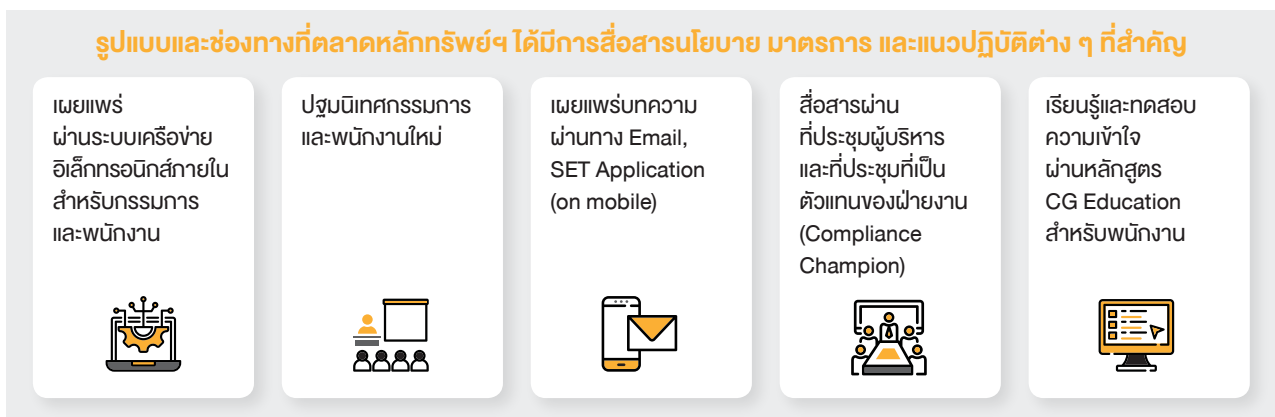 รูปแบบและช่องทางที่ตลาดหลักทรัพย์ฯ ได้มีการสื่อสารนโยบาย มาตรการ และแนวปฏิบัติต่าง ๆ ที่สำคัญ
เผยแพร่
ผ่านระบบเครือข่าย
อิเล็กทรอนิกส์ภายใน
สำหรับกรรมการ
และพนักงาน
ปฐมนิเทศกรรมการ
และพนักงานใหม่
เผยแพร่บทความ
ผ่านทาง Email,
SET Application
(on mobile)
สื่อสารผ่าน
ที่ประชุมผู้บริหาร
และที่ประชุมที่เป็น
ตัวแทนของฝ่ายงาน
(Compliance
Champion)
เรียนรู้และทดสอบ
ความเข้าใจ
ผ่านหลักสูตร
CG Education
สำหรับพนักงาน